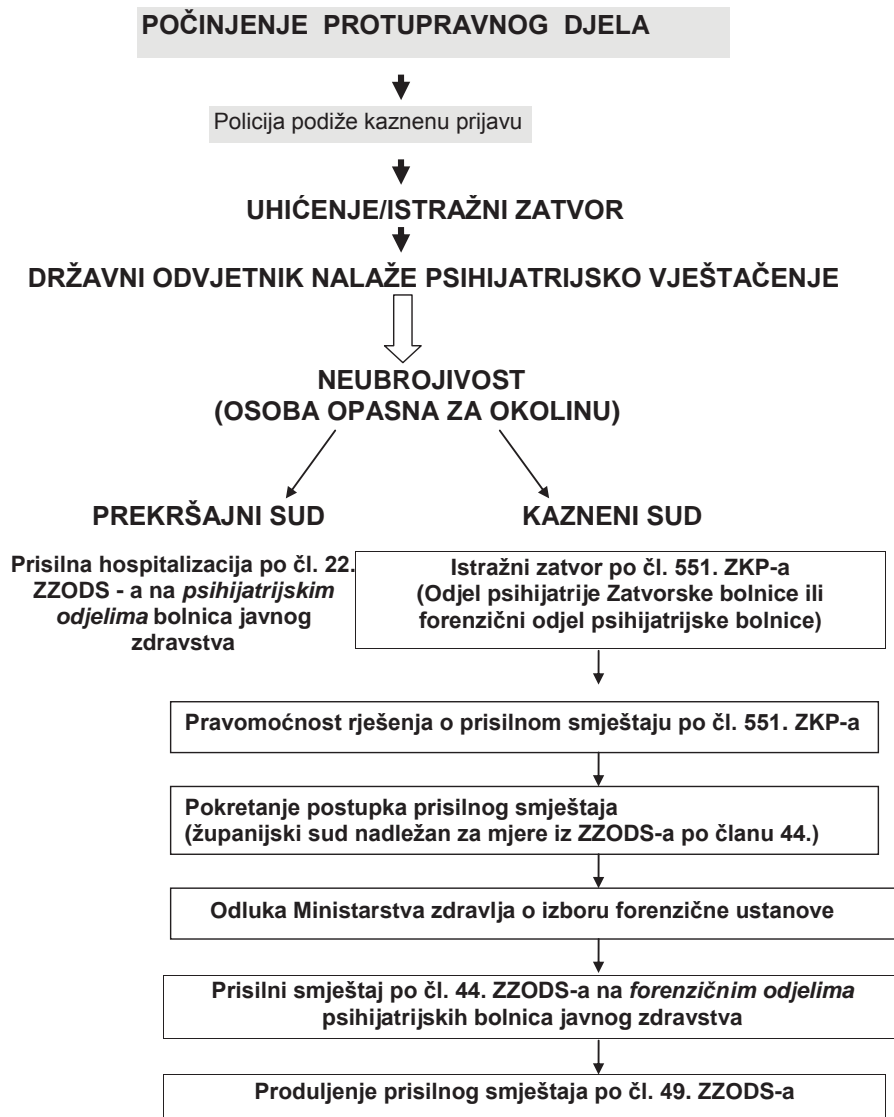 POČINJENJE PROTUPRAVNOG DJELA
Policija podiže kaznenu prijavu
UHIĆENJE/ISTRAŽNI ZATVOR
DRŽAVNI ODVJETNIK NALAŽE PSIHIJATRIJSKO VJEŠTAČENJE
NEUBROJIVOST
(OSOBA OPASNA ZA OKOLINU)
PREKRŠAJNI SUD
Prisilna hospitalizacija po čl. 22.
ZZODS - a na psihijatrijskim
odjelima bolnica javnog
zdravstva
KAZNENI SUD
Istražni zatvor po čl. 551. ZKP-a
(Odjel psihijatrije Zatvorske bolnice ili
forenzični odjel psihijatrijske bolnice)
Pravomoćnost rješenja o prisilnom smještaju po čl. 551. ZKP-a
Pokretanje postupka prisilnog smještaja
(županijski sud nadležan za mjere iz ZZODS-a po članu 44.)
Odluka Ministarstva zdravlja o izboru forenzične ustanove
Prisilni smještaj po čl. 44. ZZODS-a na forenzičnim odjelima
psihijatrijskih bolnica javnog zdravstva
Produljenje prisilnog smještaja po čl. 49. ZZODS-a